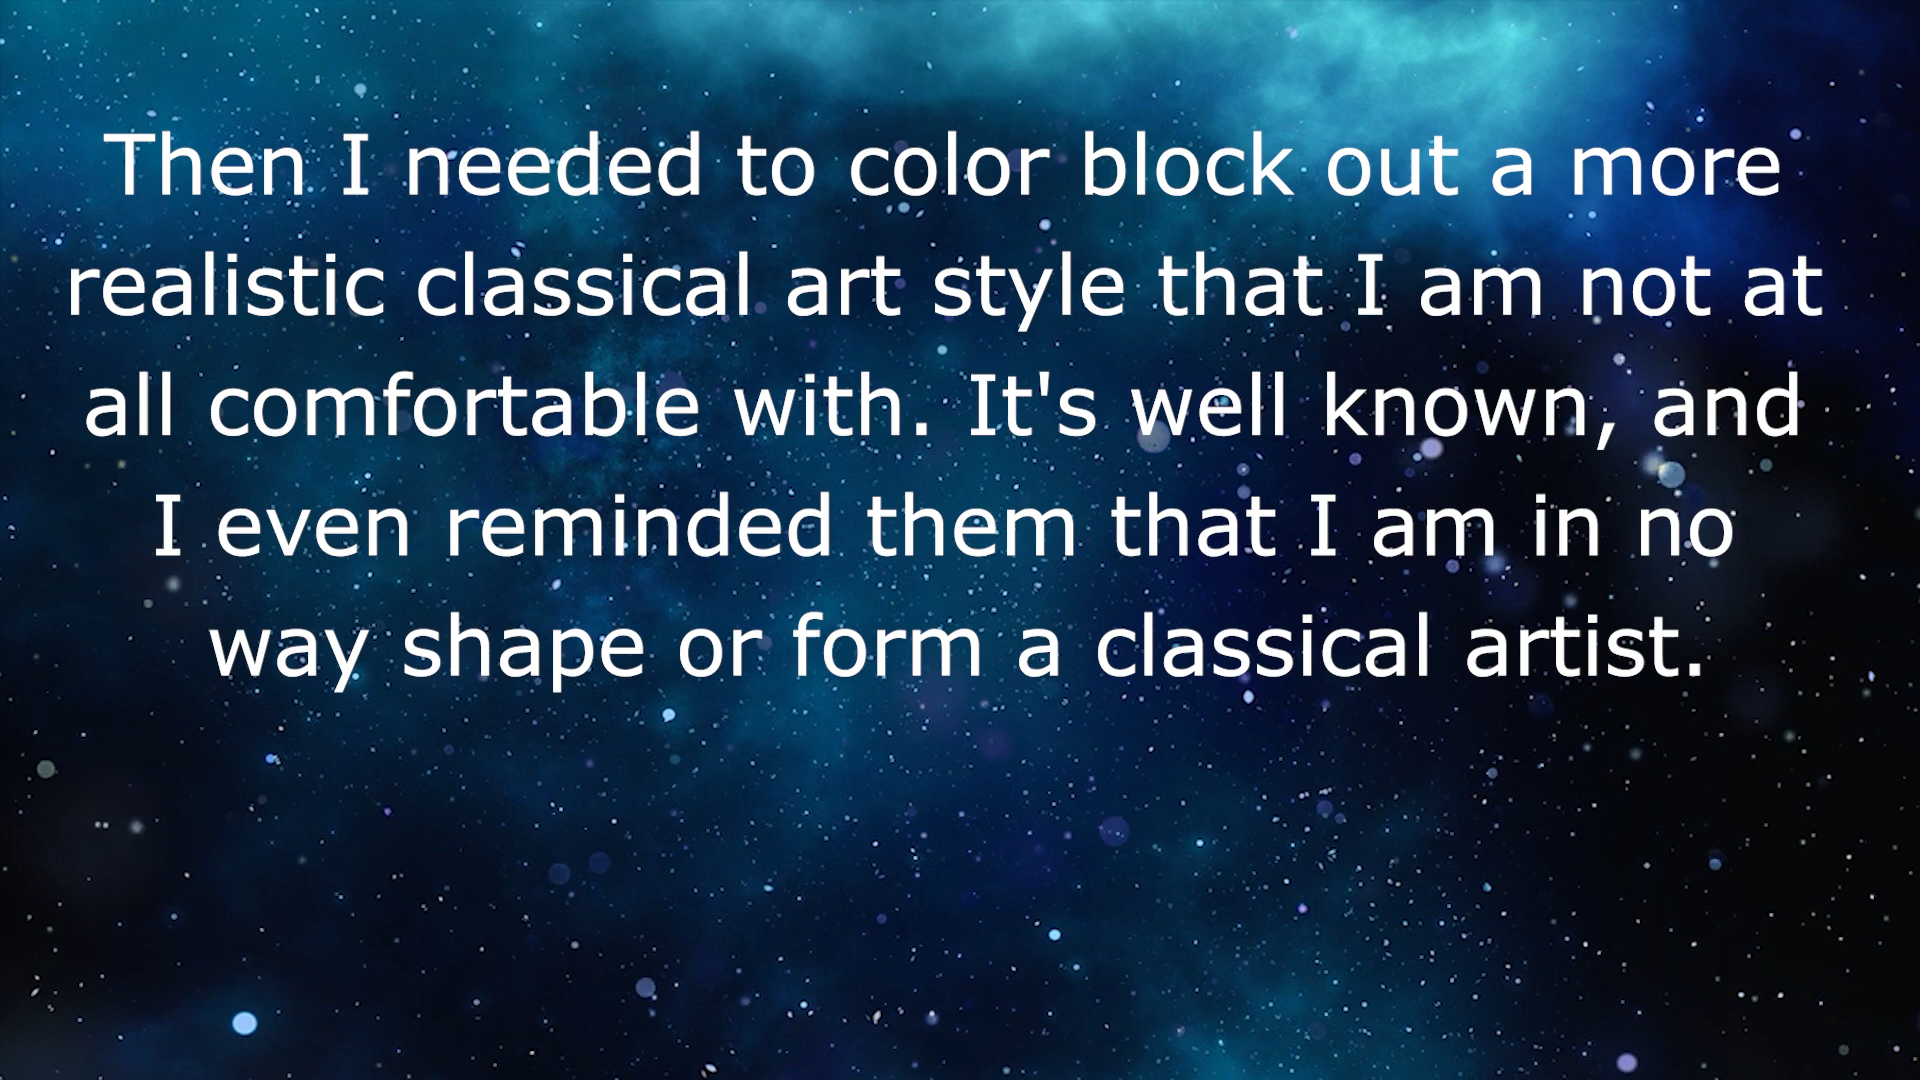 Then I needed to color block out a more
realistic classical art style that I am not at
all comfortable with. It's well known, and
I even reminded them that I am in no
way shape or form a classical artist.